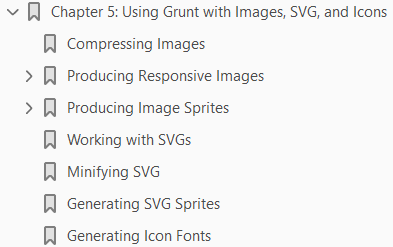 Chapter 5: Using Grunt with Images, SVG, and Icons
Compressing Images
Producing Responsive Images
Producing Image Sprites
Working with SVGs
Minifying SVG
Generating SVG Sprites
Generating Icon Fonts